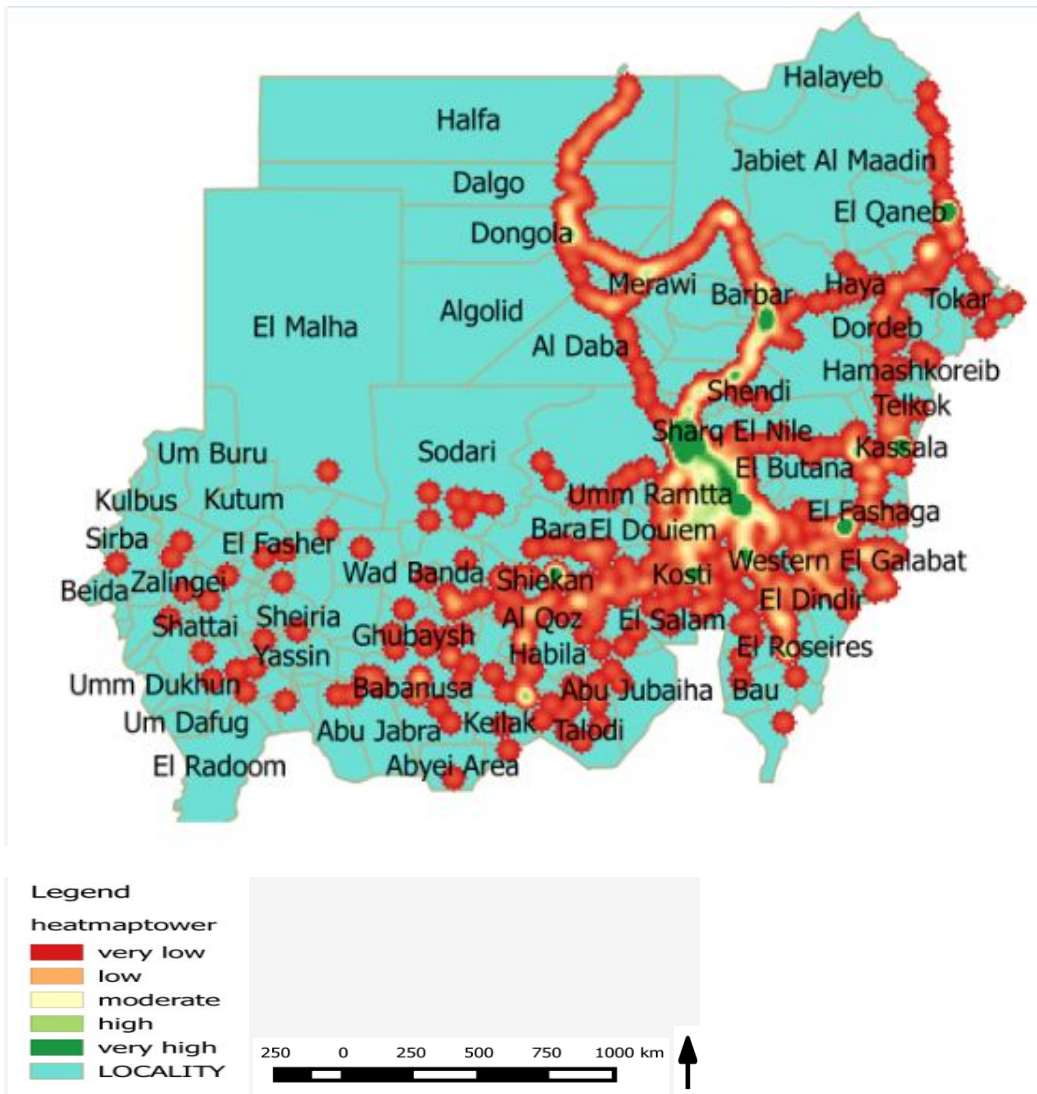 Halayeb
Halfa
Jabiet Al Maadin
Dalgo
El Qaneb
Dongola
Merawi
Barbar
Haya
Tokar
Algolid
El Malha
Al Daba
Dordeb
Hamashkoreib
Shendi
Telkok
Sharq El Nile
Kassala
Um Buru
Sodari
El Butana
Kulbus
Kutum
Umm Ramtta
El Fashaga
Bara
El Douiem
Sirba
El Fasher
Western El Galabat
Wad Banda
Shiekan
Kosti
Beida
Zalingei
El Dindir
Al Qoz
El Salam
Sheiria
Shattai
Ghubaysh
El Roseires
Yassin
Habila
Umm Dukhun
Babanusa
Abu Jubaiha
Bau
Um Dafug
Abu Jabra
Keilak
Talodi
El Radoom
Abyei Area
Legend
heatmaptower
very low
low
moderate
high
very high
LOCALITY
250 0 250 500 750 1000 km